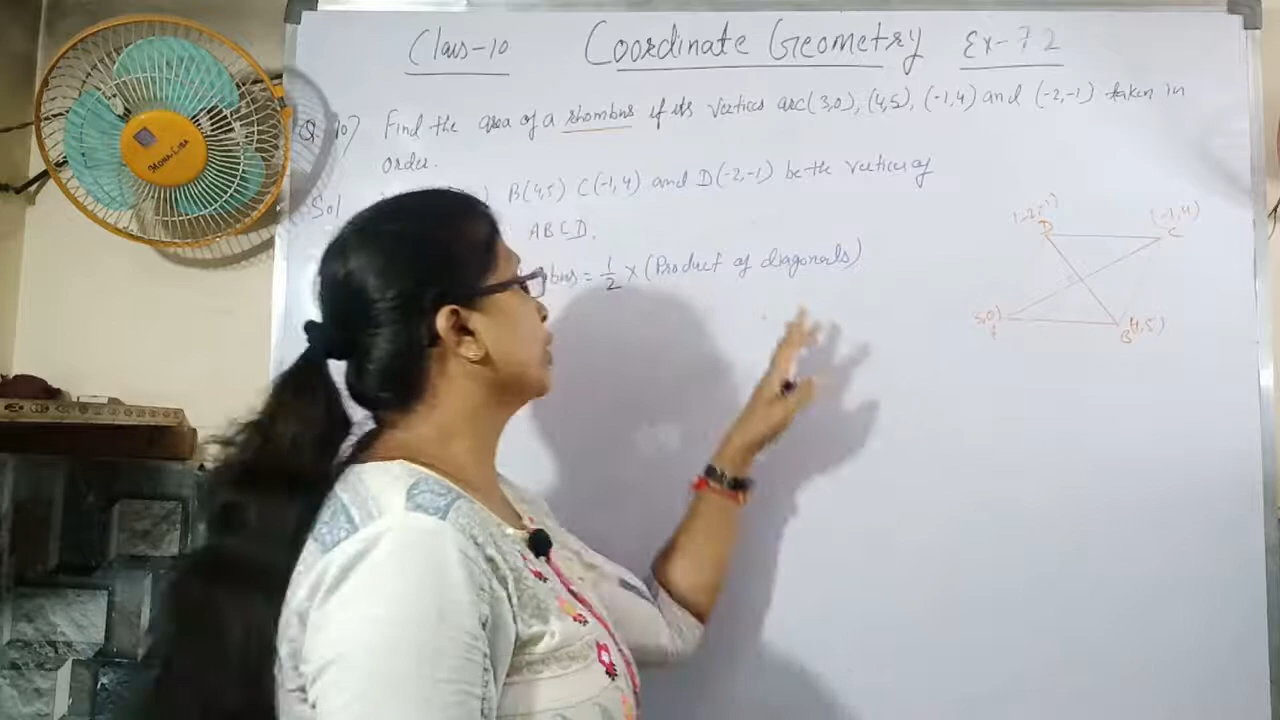 Class-10 Coordinate Geometry Ex-7.2
Q. 10) Find the area of a rhombus if its vertices are (3,0), (4,5), (-1,4) and (-2,-1) taken in
order.
Sol B(4,5) C(-1,4) and D(-2,-1) be the vertices of
ABCD.
= 1/2 × (Product of diagonals)
(-2,-1) (-1,4)
D C
B (4,5)
MONA-LISA